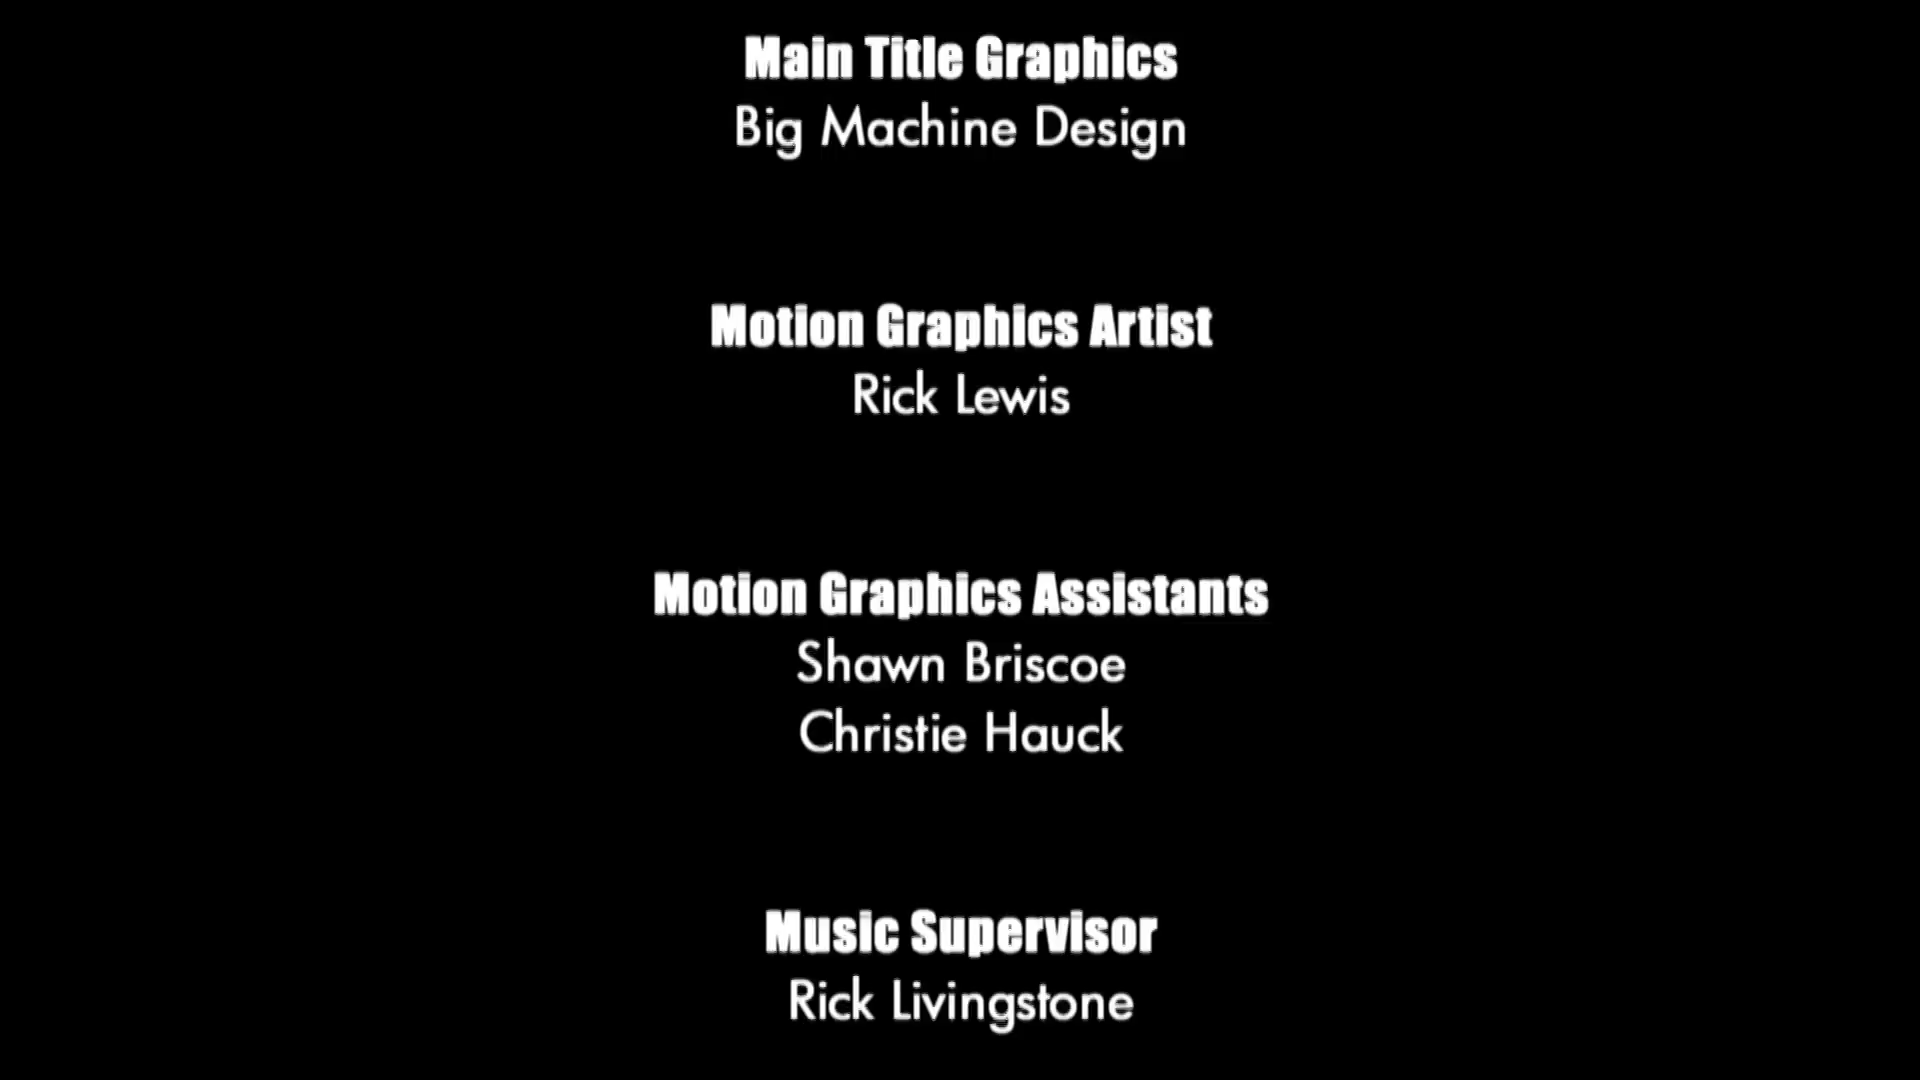 Main Title Graphics
Big Machine Design
Motion Graphics Artist
Rick Lewis
Motion Graphics Assistants
Shawn Briscoe
Christie Hauck
Music Supervisor
Rick Livingstone